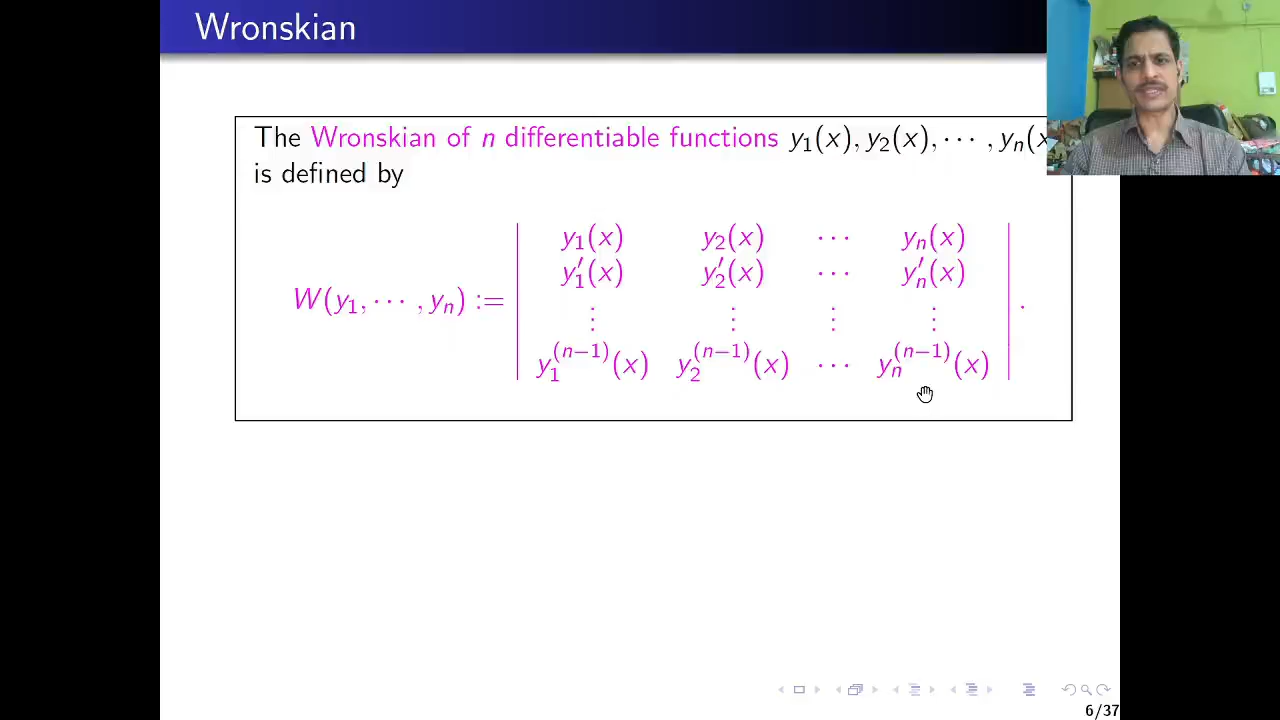 Wronskian
The Wronskian of n differentiable functions y₁(x), y₂(x), ⋯ , yₙ(x
is defined by
y₁(x) y₂(x) ⋯ yₙ(x)
y₁′(x) y₂′(x) ⋯ yₙ′(x)
W(y₁, ⋯ , yₙ) := ⋮ ⋮ ⋮ ⋮ .
y₁⁽ⁿ⁻¹⁾(x) y₂⁽ⁿ⁻¹⁾(x) ⋯ yₙ⁽ⁿ⁻¹⁾(x)
6/37